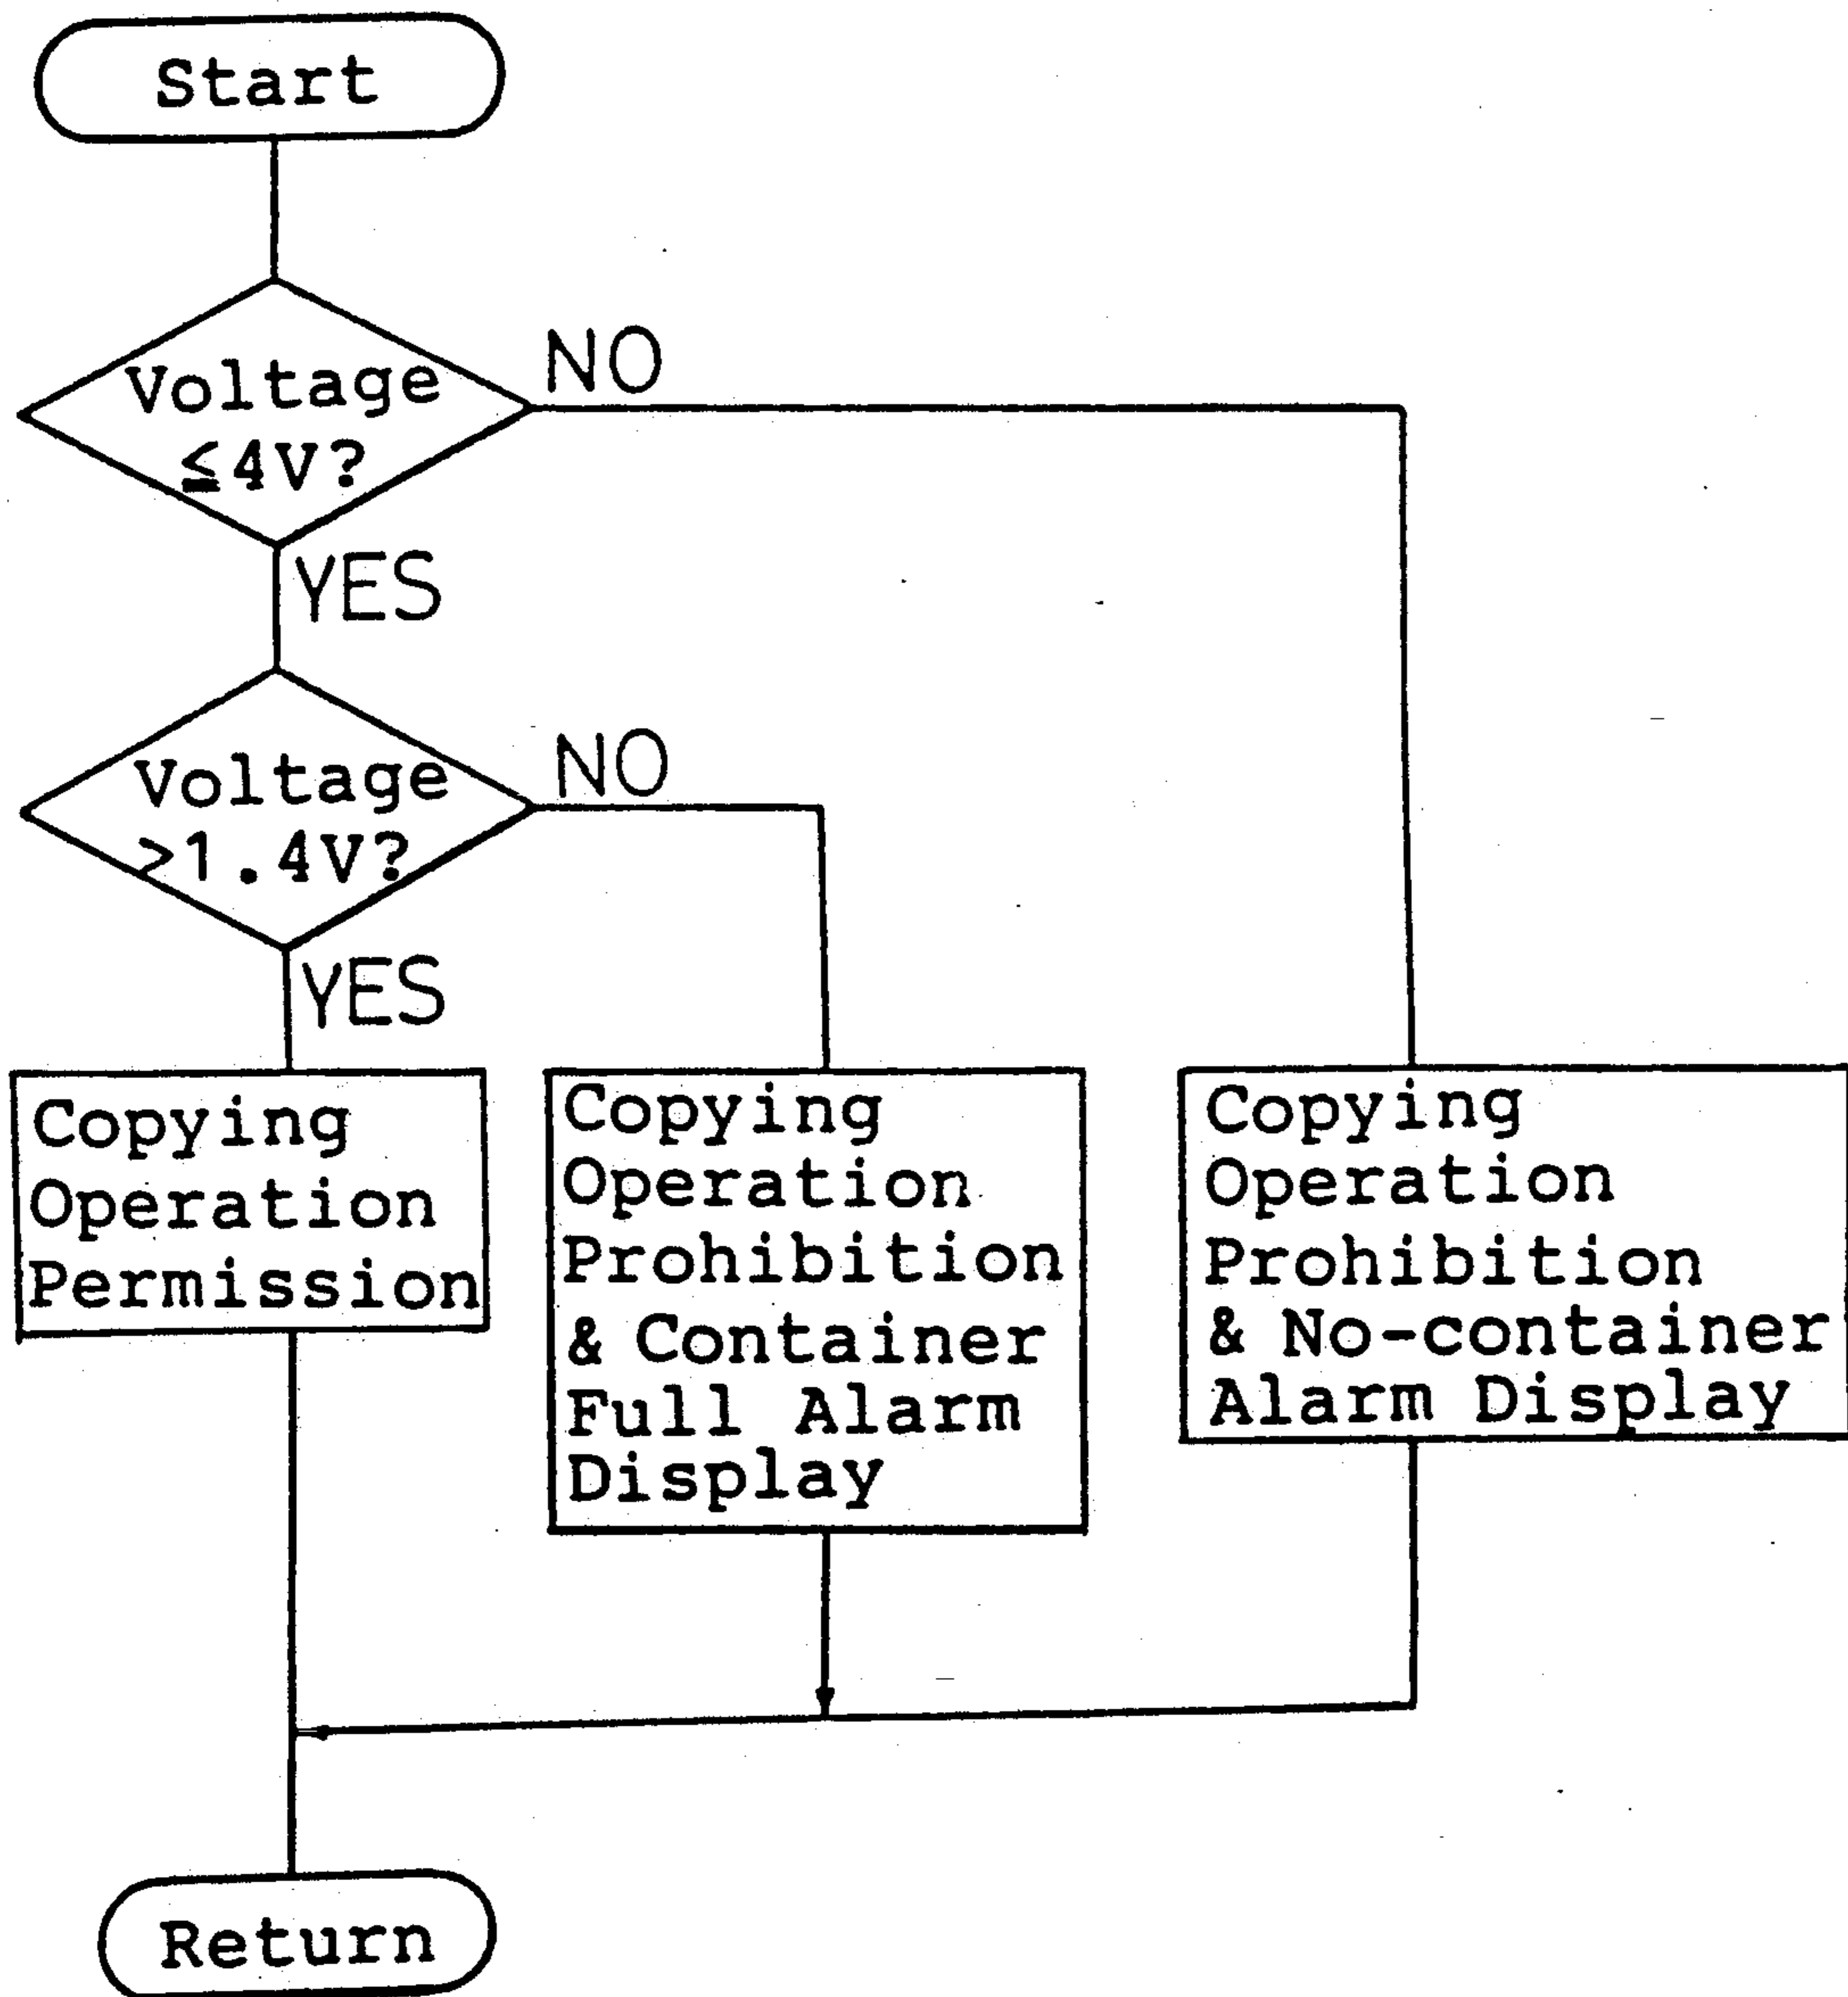 Start
Voltage
≤4V?
NO
YES
Voltage
>1.4V?
NO
YES
Copying
Operation
Permission
Copying
Operation
Prohibition
& Container
Full Alarm
Display
Copying
Operation
Prohibition
& No-container
Alarm Display
Return